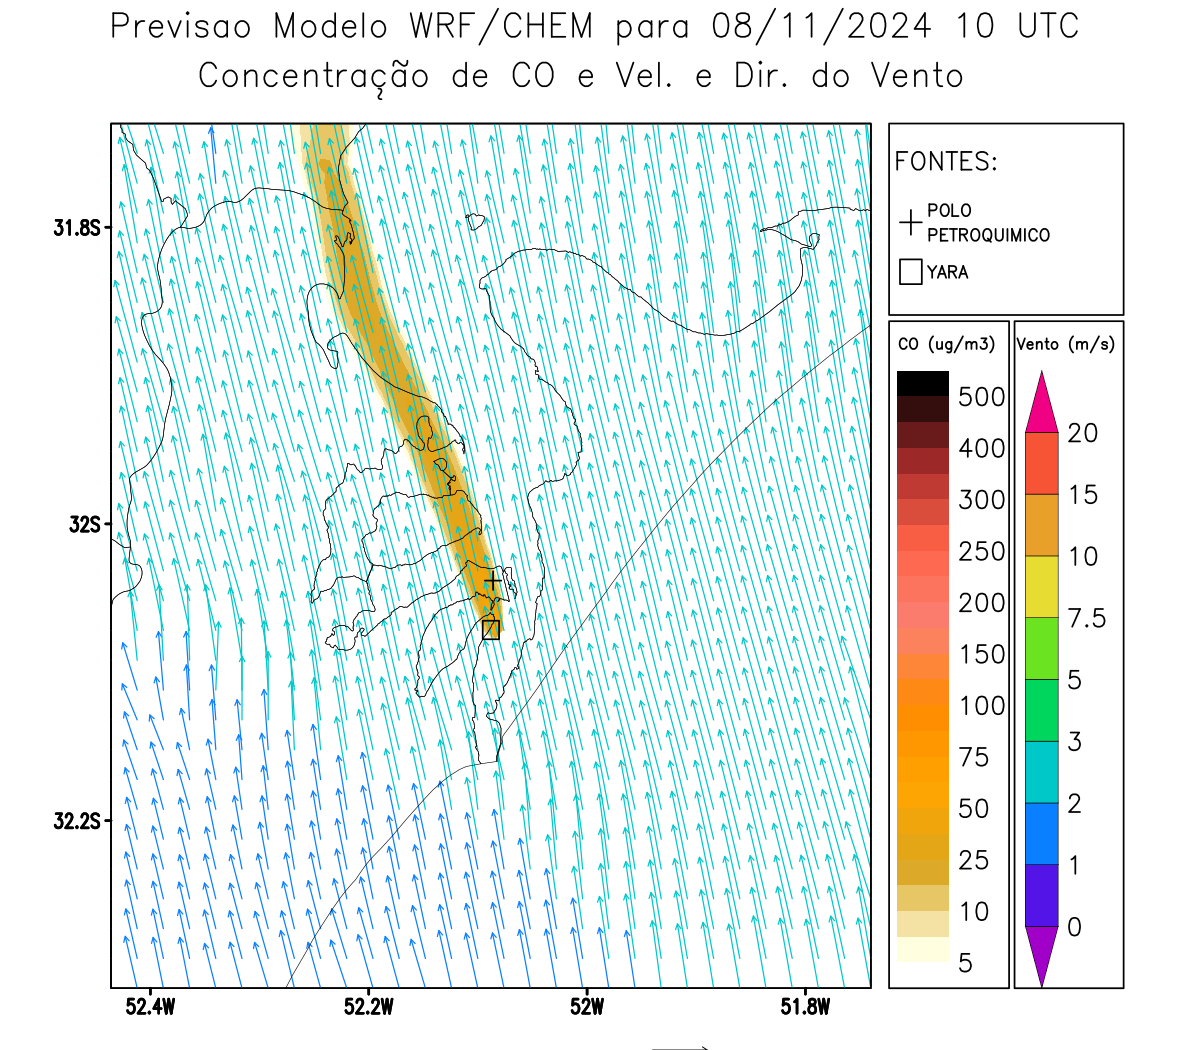 Previsao Modelo WRF/CHEM para 08/11/2024 10 UTC
Concentração de CO e Vel. e Dir. do Vento
FONTES:
POLO
PETROQUIMICO
YARA
CO (ug/m3)
500
400
300
250
200
150
100
75
50
25
10
5
Vento (m/s)
20
15
10
7.5
5
3
2
1
0
31.8S
32S
32.2S
52.4W
52.2W
52W
51.8W